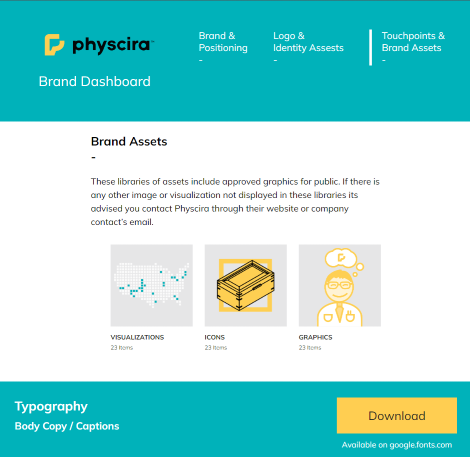 physcira
Brand Dashboard
Brand &
Positioning
-
Logo &
Identity Assests
-
Touchpoints &
Brand Assets
-
Brand Assets
-
These libraries of assets include approved graphics for public. If there is
any other image or visualization not displayed in these libraries its
advised you contact Physcira through their website or company
contact's email.
VISUALIZATIONS
23 Items
ICONS
23 Items
GRAPHICS
23 Items
Typography
Body Copy / Captions
Download
Available on google.fonts.com